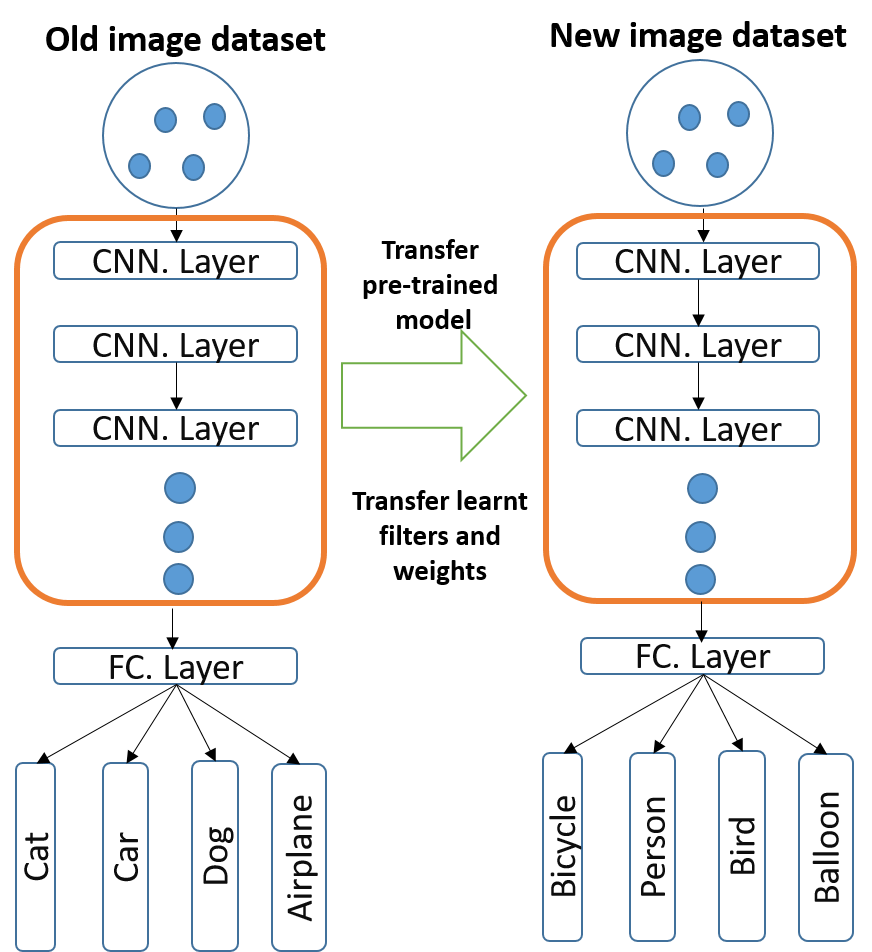 Old image dataset
CNN. Layer
CNN. Layer
CNN. Layer
FC. Layer
Cat
Car
Dog
Airplane
Transfer
pre-trained
model
Transfer learnt
filters and
weights
New image dataset
CNN. Layer
CNN. Layer
CNN. Layer
FC. Layer
Bicycle
Person
Bird
Balloon